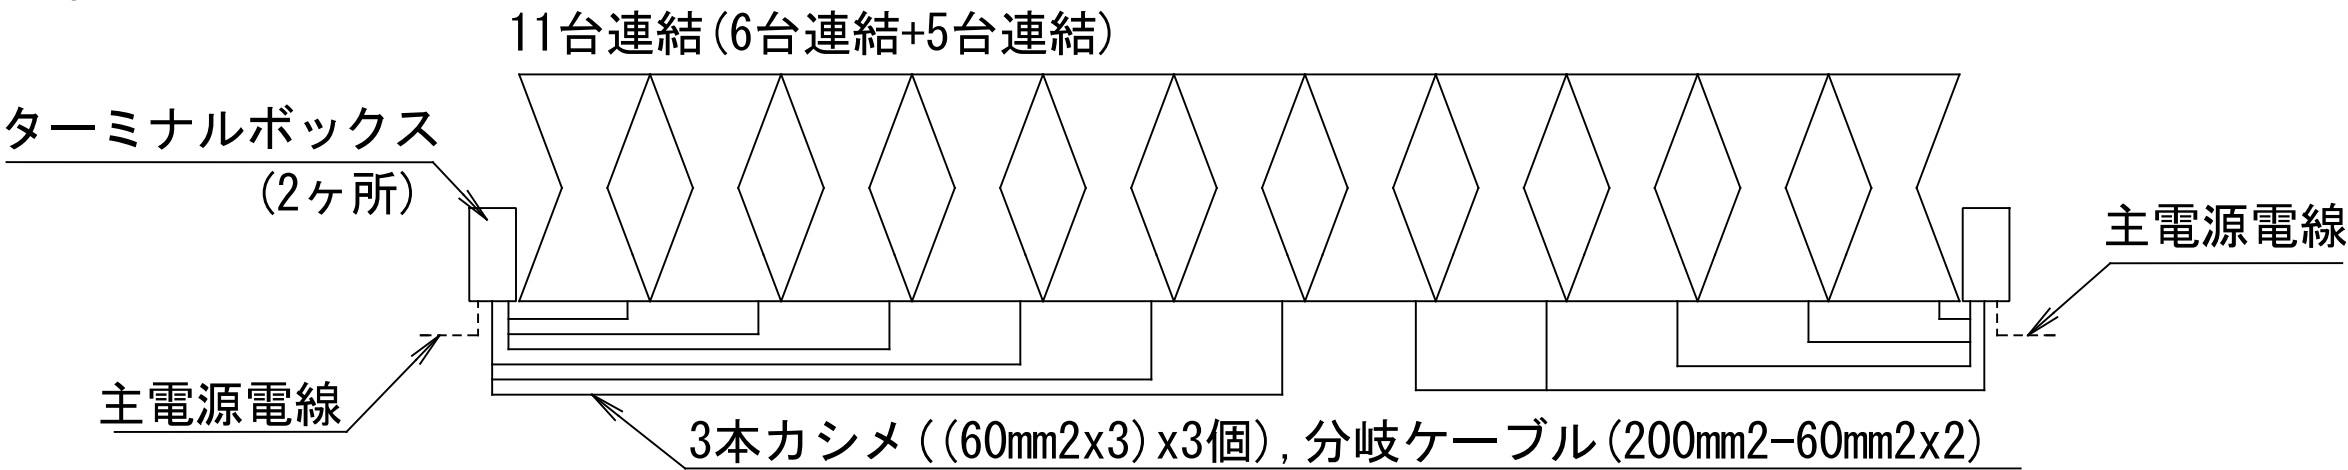 11台連結(6台連結+5台連結)
ターミナルボックス
(2ヶ所)
主電源電線
主電源電線
3本カシメ((60mm2x3)x3個),分岐ケーブル(200mm2-60mm2x2)